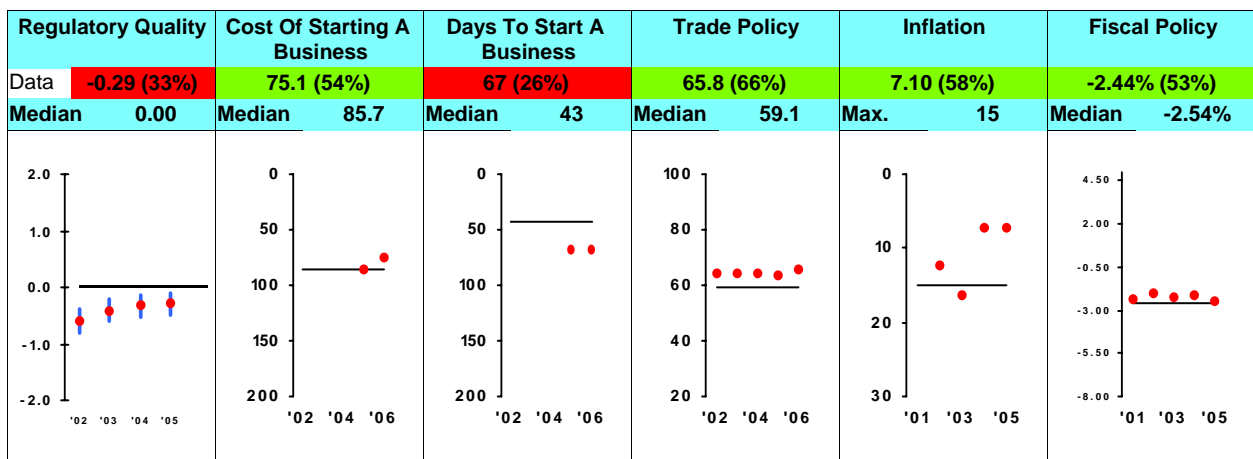 Regulatory Quality
Cost Of Starting A
Business
Days To Start A
Business
Trade Policy
Inflation
Fiscal Policy
Data -0.29 (33%)
75.1 (54%)
67 (26%)
65.8 (66%)
7.10 (58%)
-2.44% (53%)
Median 0.00
Median 85.7
Median 43
Median 59.1
Max. 15
Median -2.54%
2.0
1.0
0.0
-1.0
-2.0
'02 '03 '04 '05
0
50
100
150
200
'02 '04 '06
0
50
100
150
200
'02 '04 '06
100
80
60
40
20
'02 '04 '06
0
10
20
30
'01 '03 '05
4.50
2.00
-0.50
-3.00
-5.50
-8.00
'01 '03 '05